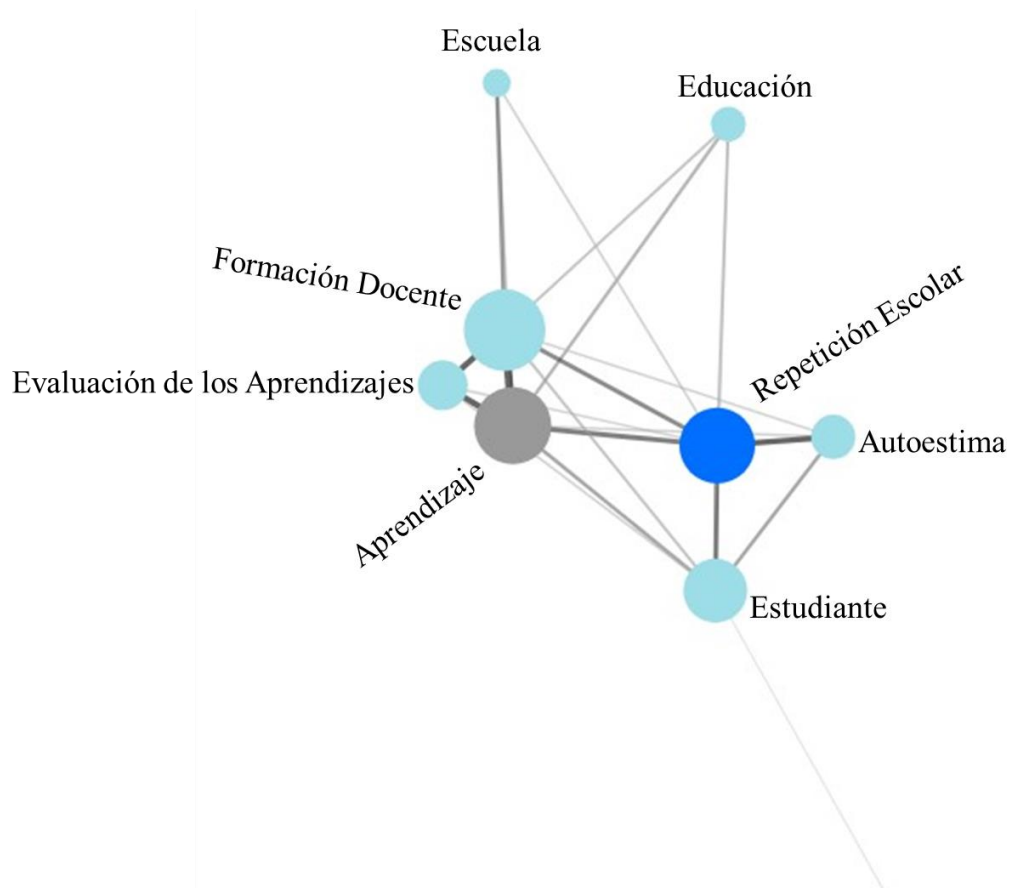 Escuela
Educación
Formación Docente
Repetición Escolar
Evaluación de los Aprendizajes
Autoestima
Aprendizaje
Estudiante